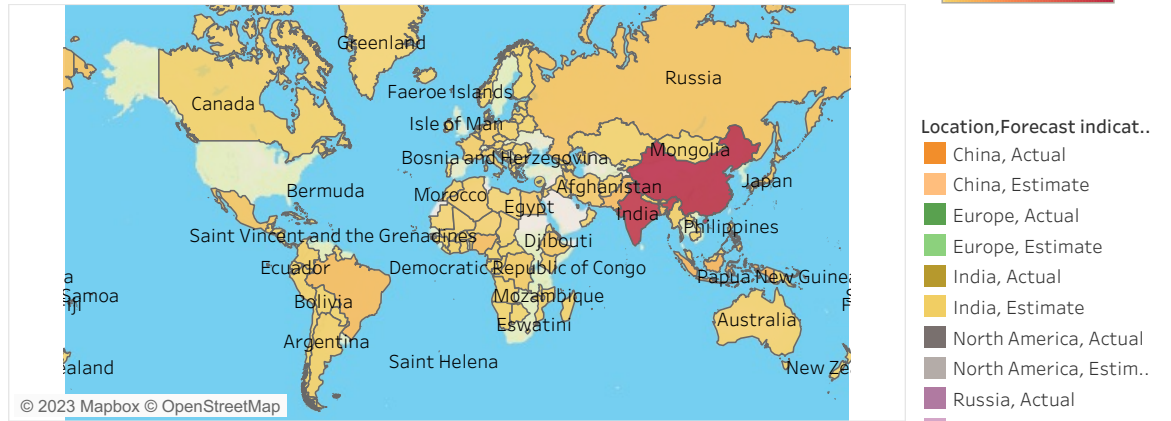 Greenland
Russia
Canada
Faeroe Islands
Isle of Man
Mongolia
Bosnia and Herzegovina
Japan
Afghanistan
Bermuda
Morocco
Egypt
India
Philippines
Saint Vincent and the Grenadines
Djibouti
Ecuador
Democratic Republic of Congo
Papua New Guinea
a
Samoa
Bolivia
Mozambique
Australia
Eswatini
Argentina
Saint Helena
ealand
New Ze
© 2023 Mapbox © OpenStreetMap
Location,Forecast indicat..
China, Actual
China, Estimate
Europe, Actual
Europe, Estimate
India, Actual
India, Estimate
North America, Actual
North America, Estim..
Russia, Actual